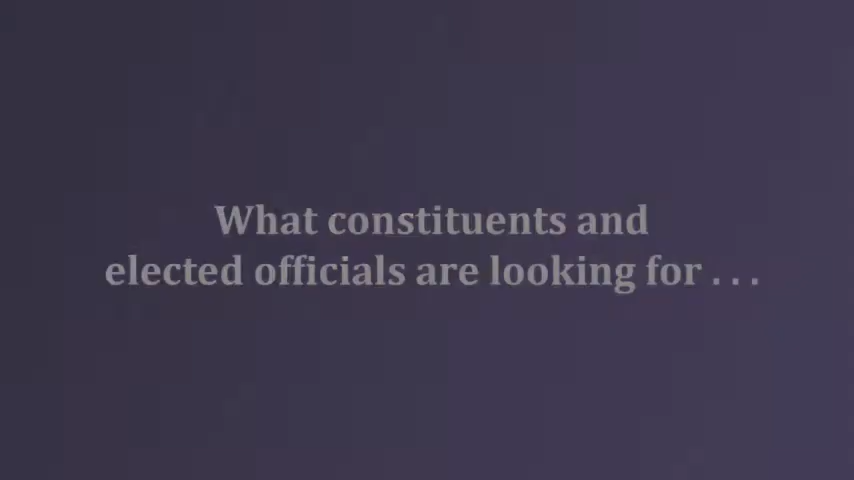 What constituents and
elected officials are looking for . . .